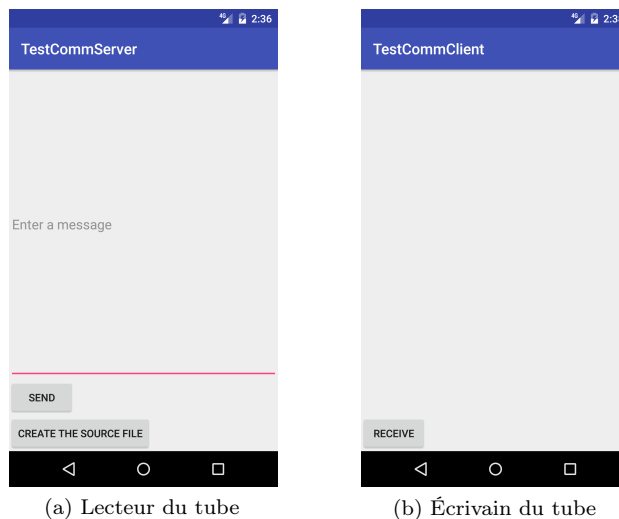 2:36
TestCommServer
Enter a message
SEND
CREATE THE SOURCE FILE
(a) Lecteur du tube
TestCommClient
RECEIVE
(b) Écrivain du tube